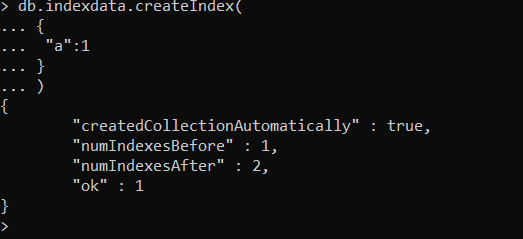 > db.indexdata.createIndex(
... {
...  "a":1
... }
... )
{
        "createdCollectionAutomatically" : true,
        "numIndexesBefore" : 1,
        "numIndexesAfter" : 2,
        "ok" : 1
}
>